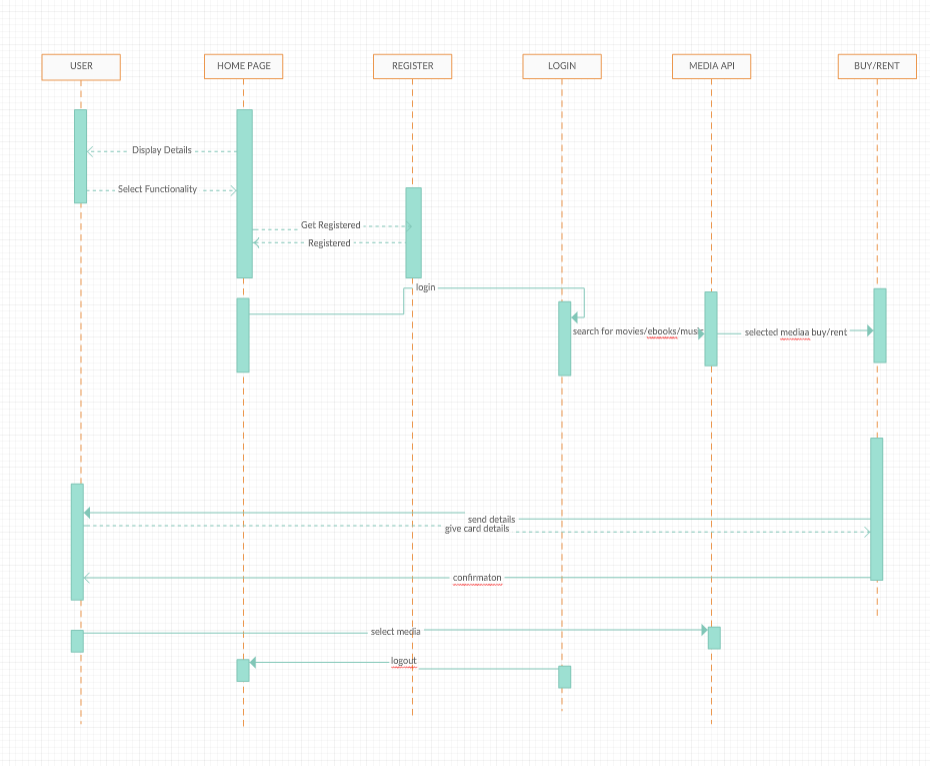 USER
HOME PAGE
REGISTER
LOGIN
MEDIA API
BUY/RENT
Display Details
Select Functionality
Get Registered
Registered
login
search for movies/ebooks/music
selected mediaa buy/rent
send details
give card details
confirmaton
select media
logout